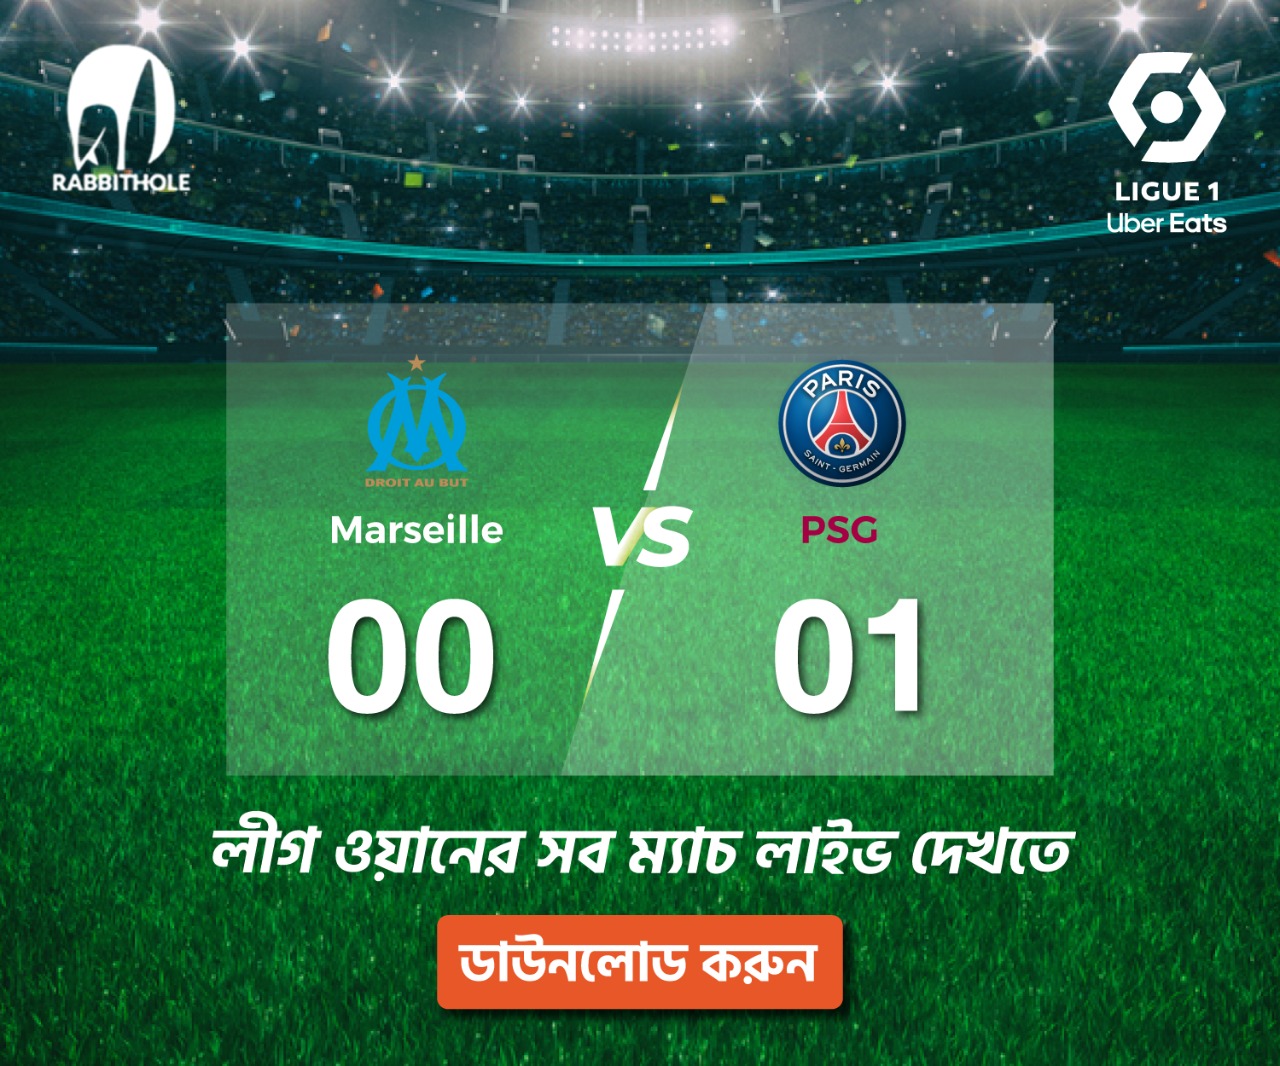 RABBITHOLE
LIGUE 1
Uber Eats
DROIT AU BUT
PARIS
SAINT - GERMAIN
Marseille
VS
PSG
00
01
লীগ ওয়ানের সব ম্যাচ লাইভ দেখতে
ডাউনলোড করুন